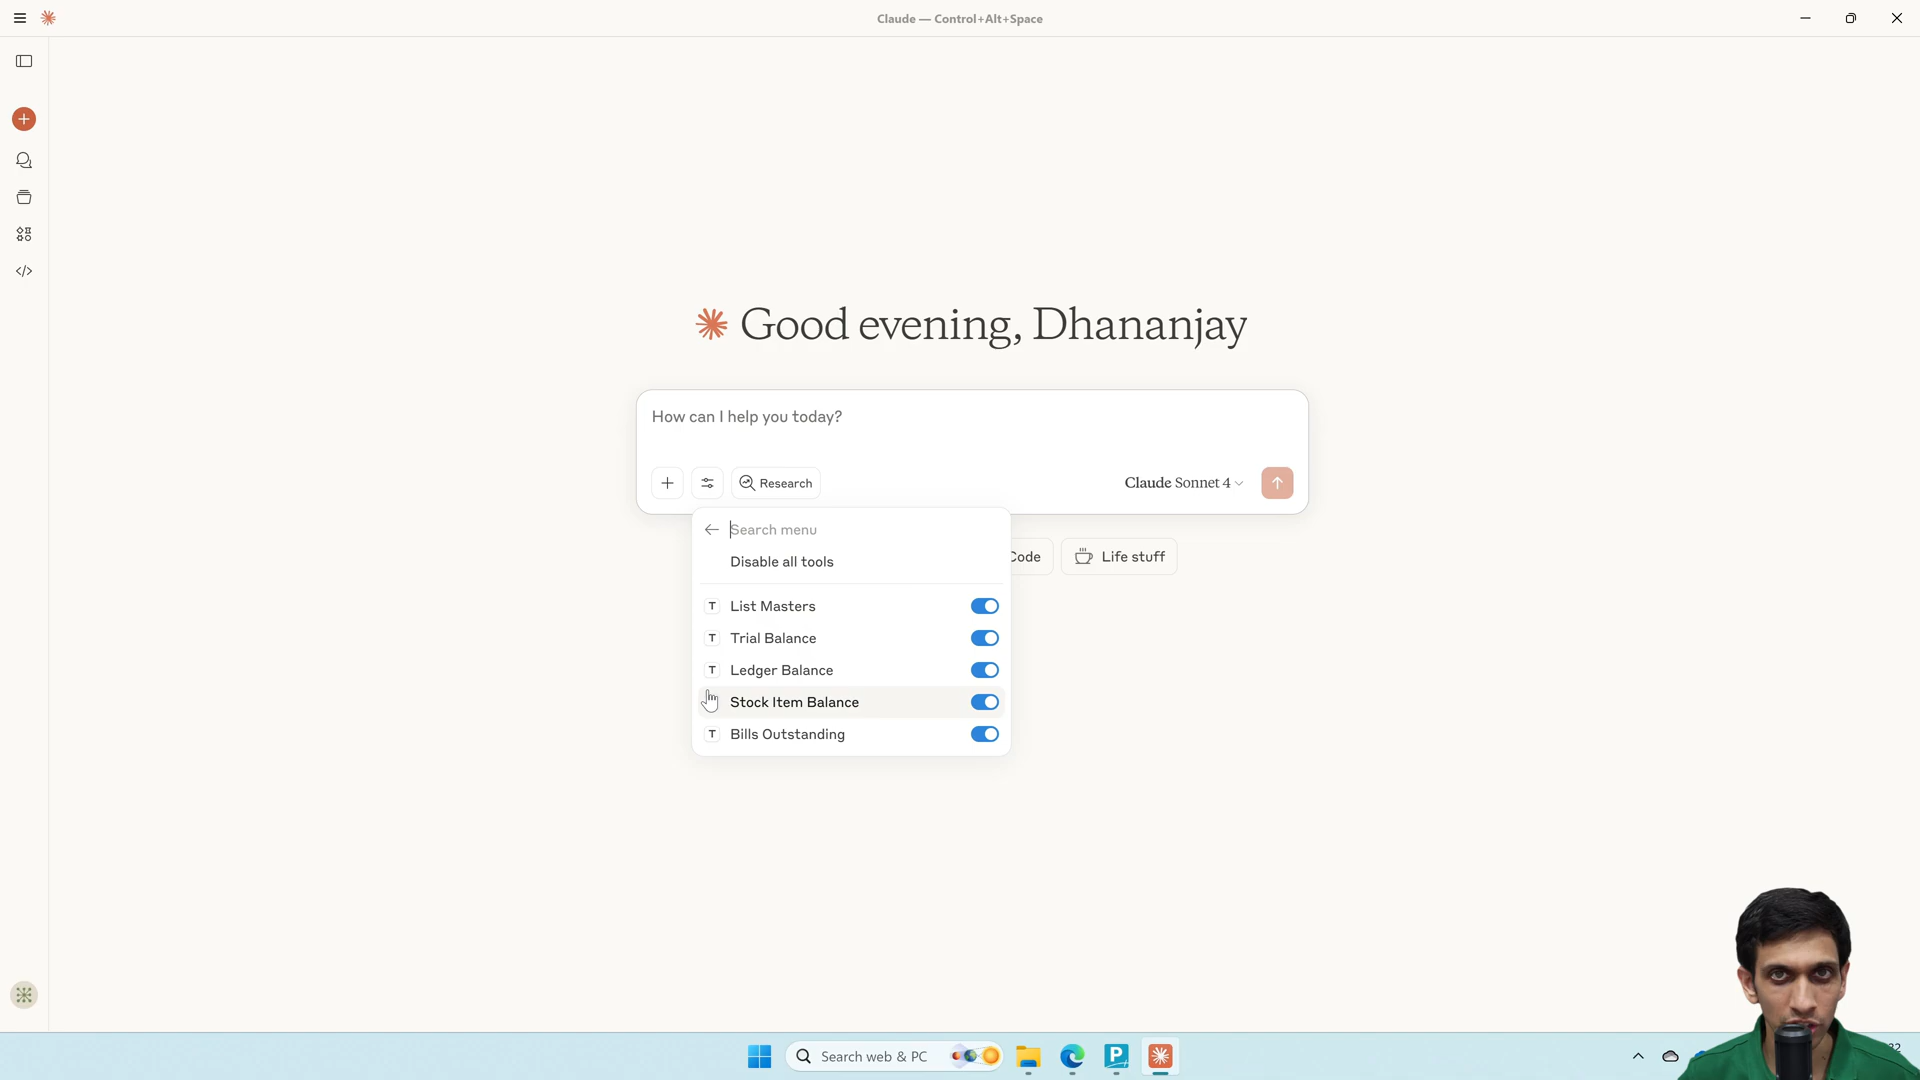 Claude — Control+Alt+Space
Good evening, Dhananjay
How can I help you today?
Research
Claude Sonnet 4
Search menu
Disable all tools
Code
Life stuff
T List Masters
T Trial Balance
T Ledger Balance
Stock Item Balance
T Bills Outstanding
Search web & PC